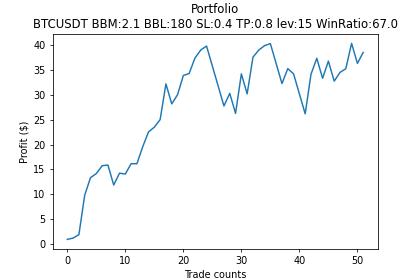 Portfolio
BTCUSDT BBM:2.1 BBL:180 SL:0.4 TP:0.8 lev:15 WinRatio:67.0
40
35
30
25
20
15
10
5
0
Profit ($)
0 10 20 30 40 50
Trade counts